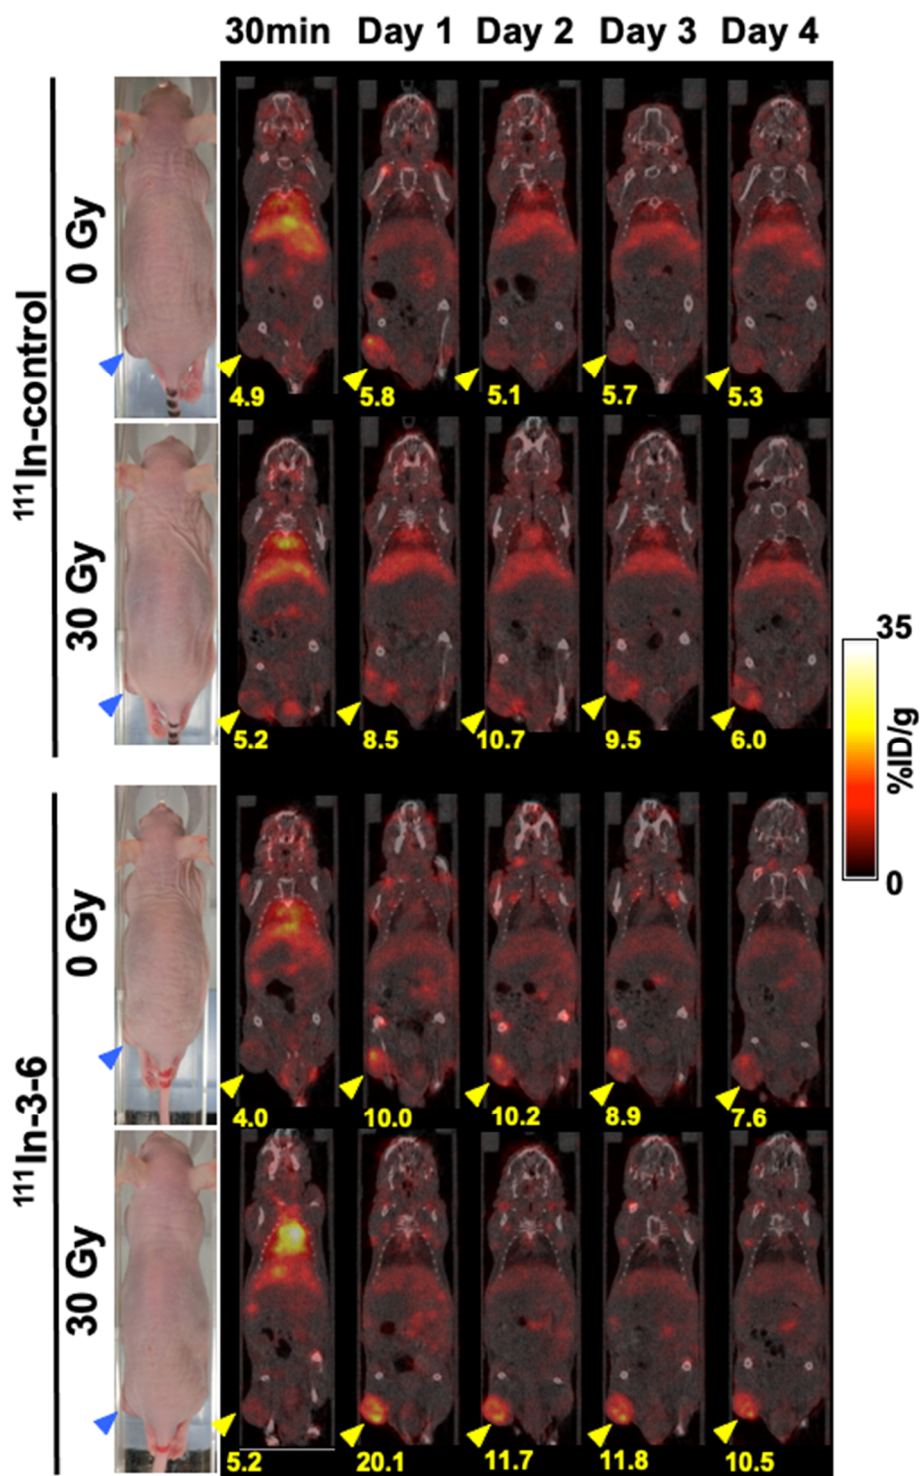 30min Day 1 Day 2 Day 3 Day 4
¹¹¹In-control
0 Gy
4.9 5.8 5.1 5.7 5.3
30 Gy
5.2 8.5 10.7 9.5 6.0
35
%ID/g
0
¹¹¹In-3-6
0 Gy
4.0 10.0 10.2 8.9 7.6
30 Gy
5.2 20.1 11.7 11.8 10.5